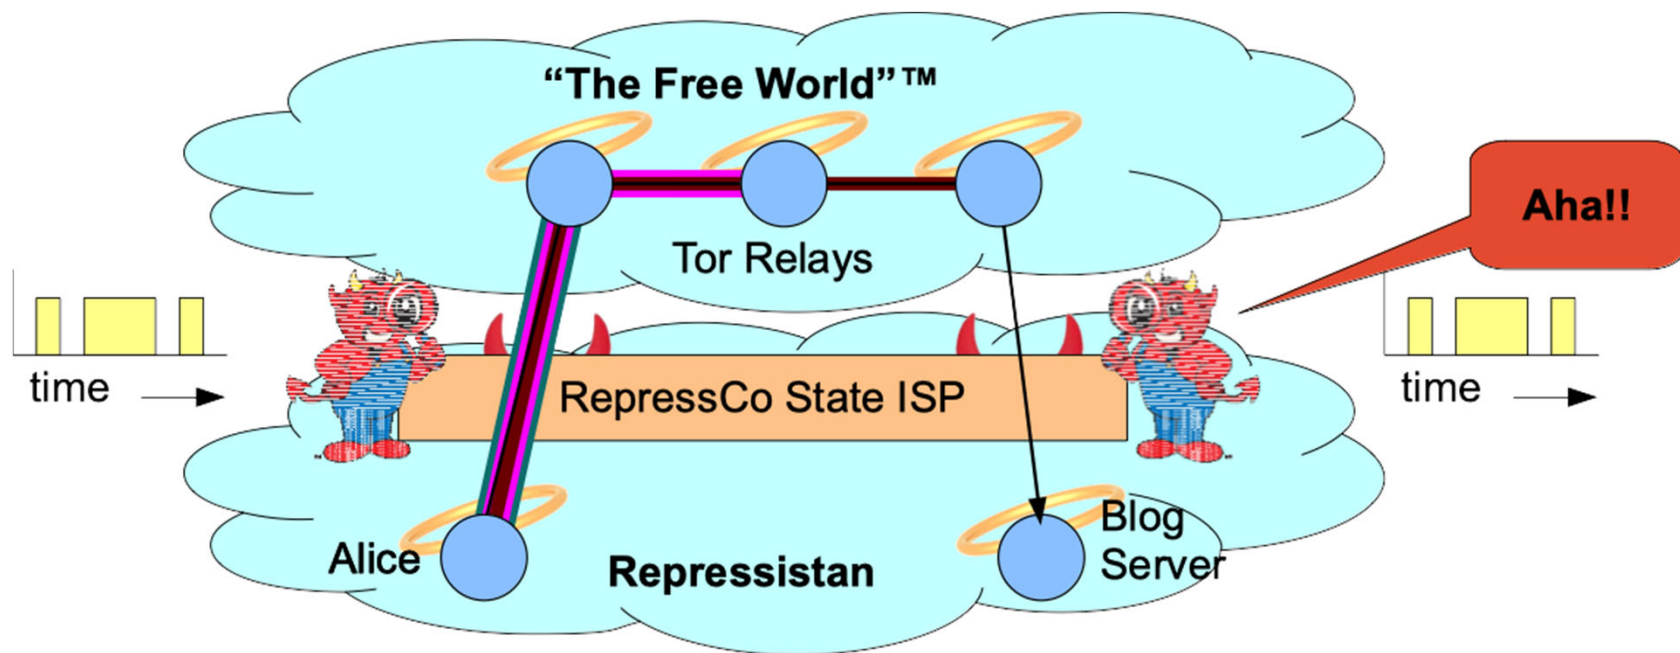 “The Free World”™
Aha!!
Tor Relays
time
RepressCo State ISP
time
Alice
Repressistan
Blog
Server